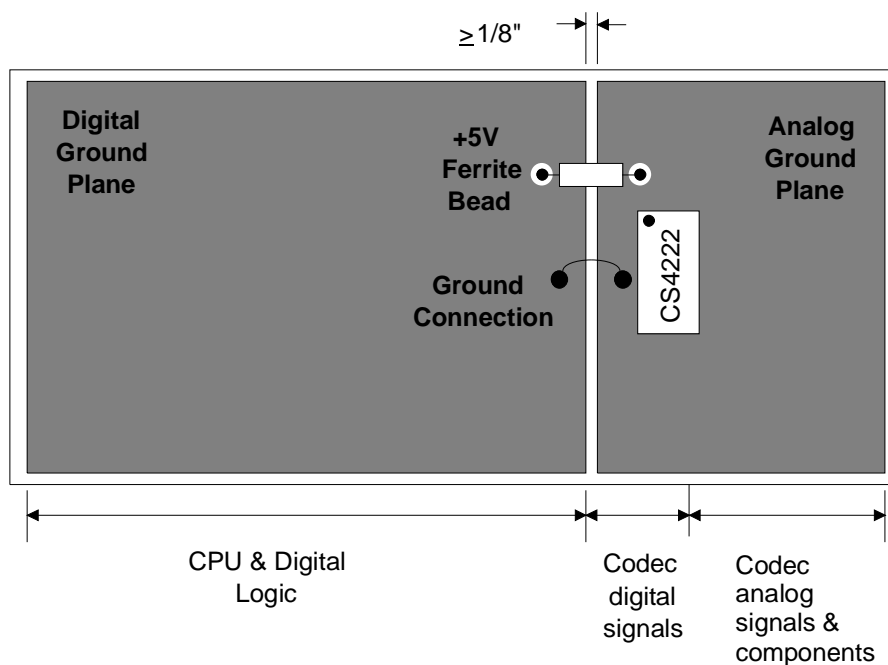 ≥1/8"
Digital
Ground
Plane
+5V
Ferrite
Bead
Analog
Ground
Plane
CS4222
Ground
Connection
CPU & Digital
Logic
Codec
digital
signals
Codec
analog
signals &
components